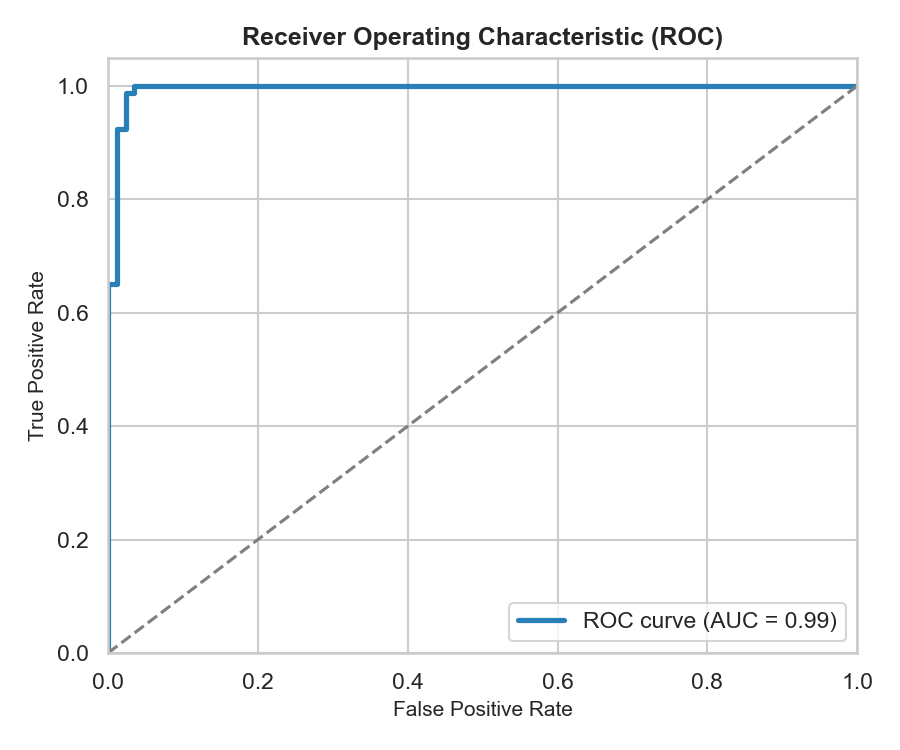 Receiver Operating Characteristic (ROC)
1.0
0.8
0.6
0.4
0.2
0.0
True Positive Rate
ROC curve (AUC = 0.99)
0.0 0.2 0.4 0.6 0.8 1.0
False Positive Rate